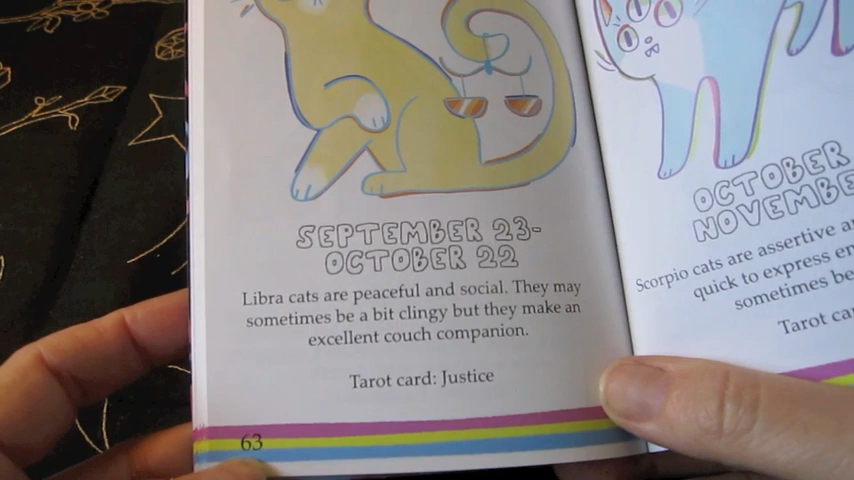 SEPTEMBER 23-
OCTOBER 22
Libra cats are peaceful and social. They may
sometimes be a bit clingy but they make an
excellent couch companion.
Tarot card: Justice
63
OCTOBER
Scorpio cats are assertive
quick to express
sometimes be
Tarot